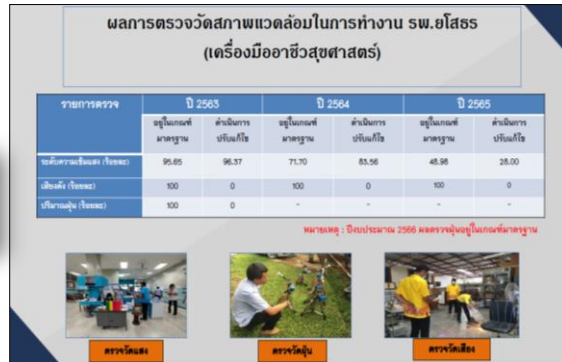 ผลการตรวจวัดสภาพแวดล้อมในการทำงาน รพ.ยโสธร
(เครื่องมืออาชีวสุขศาสตร์)
รายการตรวจ ปี 2563 ปี 2564 ปี 2565
อยู่ในเกณฑ์ ดำเนินการ อยู่ในเกณฑ์ ดำเนินการ อยู่ในเกณฑ์ ดำเนินการ
มาตรฐาน ปรับแก้ไข มาตรฐาน ปรับแก้ไข มาตรฐาน ปรับแก้ไข
ระดับความเข้มแสง (ร้อยละ) 95.65 96.37 71.70 83.56 48.98 28.00
เสียงดัง (ร้อยละ) 100 0 100 0 100 0
ปริมาณฝุ่น (ร้อยละ) 100 0 - - - -
หมายเหตุ : ปีงบประมาณ 2566 ผลตรวจฝุ่นอยู่ในเกณฑ์มาตรฐาน
ตรวจวัดแสง ตรวจวัดฝุ่น ตรวจวัดเสียง